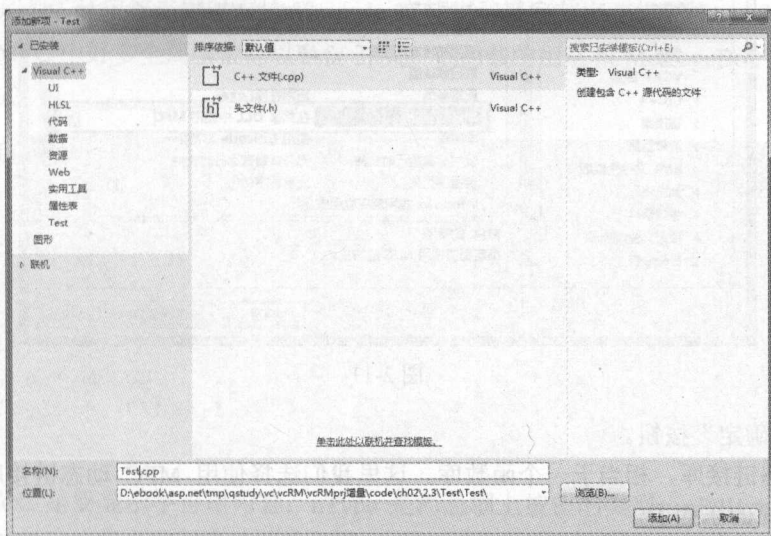 添加新项 - Test
已安装
Visual C++
UI
HLSL
代码
数据
资源
Web
实用工具
属性表
Test
图形
联机
排序依据: 默认值
C++ 文件(.cpp) Visual C++
头文件(.h) Visual C++
单击此处以联机并查找模板。
搜索已安装模板(Ctrl+E)
类型: Visual C++
创建包含 C++ 源代码的文件
名称(N): Test.cpp
位置(L): D:\ebook\asp.net\tmp\qstudy\vc\vcRM\vcRMprj增量\code\ch02\2.3\Test\Test\
浏览(B)...
添加(A) 取消